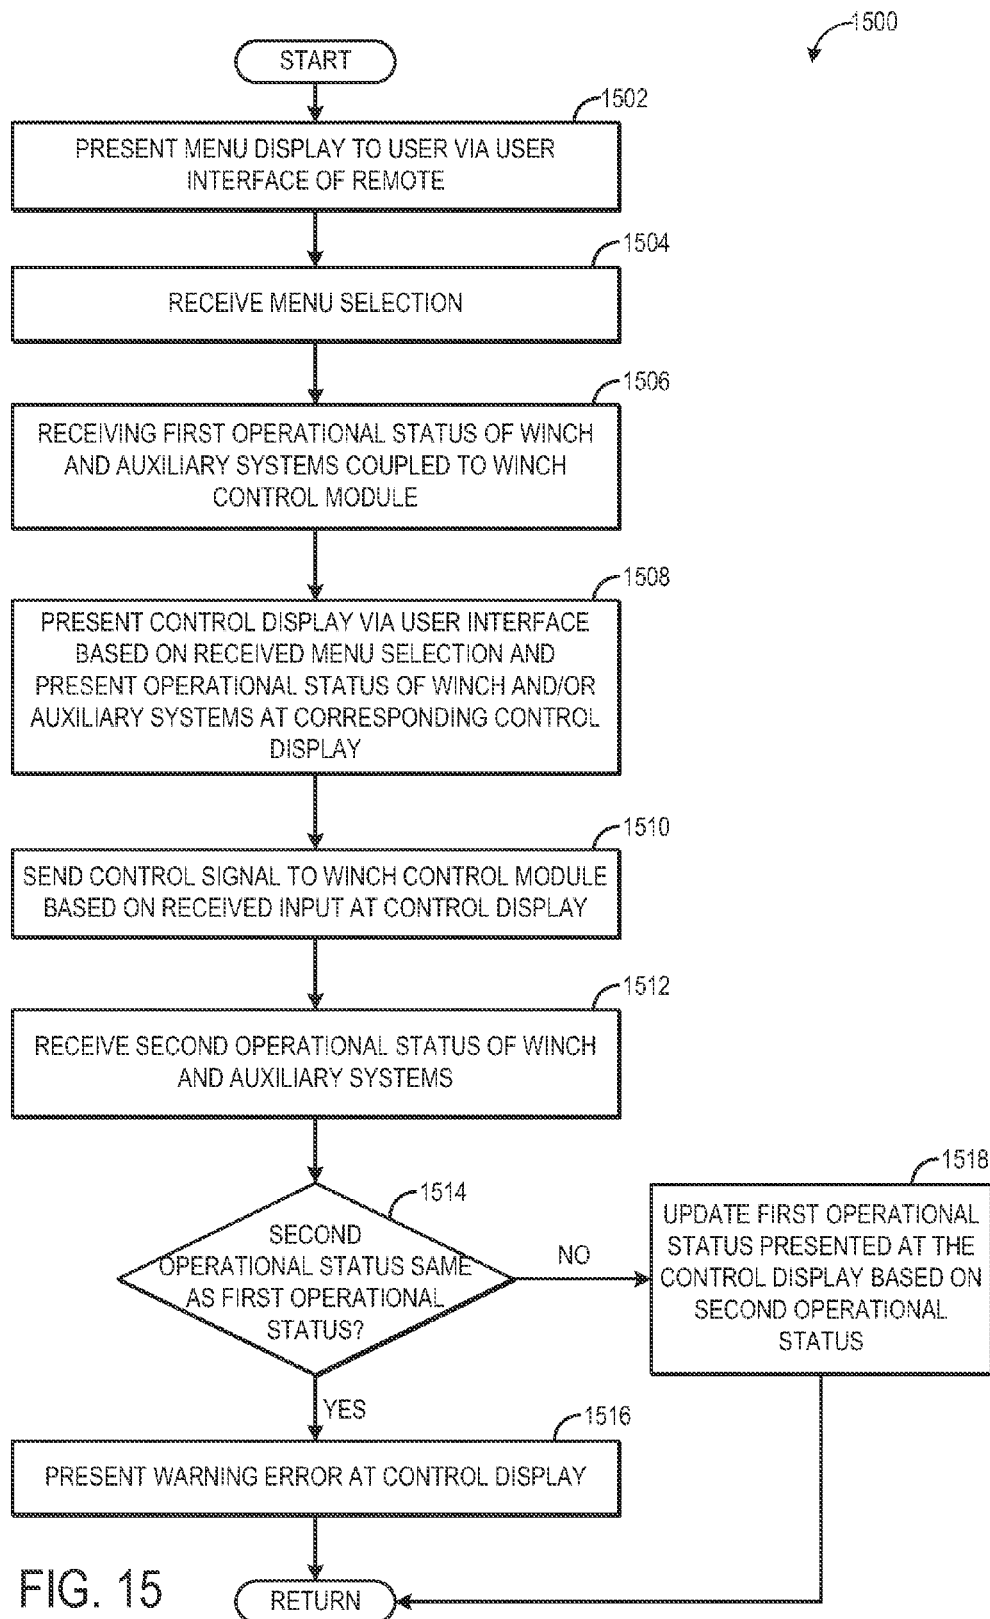 1500
START
1502
PRESENT MENU DISPLAY TO USER VIA USER
INTERFACE OF REMOTE
1504
RECEIVE MENU SELECTION
1506
RECEIVING FIRST OPERATIONAL STATUS OF WINCH
AND AUXILIARY SYSTEMS COUPLED TO WINCH
CONTROL MODULE
1508
PRESENT CONTROL DISPLAY VIA USER INTERFACE
BASED ON RECEIVED MENU SELECTION AND
PRESENT OPERATIONAL STATUS OF WINCH AND/OR
AUXILIARY SYSTEMS AT CORRESPONDING CONTROL
DISPLAY
1510
SEND CONTROL SIGNAL TO WINCH CONTROL MODULE
BASED ON RECEIVED INPUT AT CONTROL DISPLAY
1512
RECEIVE SECOND OPERATIONAL STATUS OF WINCH
AND AUXILIARY SYSTEMS
1514
SECOND
OPERATIONAL STATUS SAME
AS FIRST OPERATIONAL
STATUS?
NO
1518
UPDATE FIRST OPERATIONAL
STATUS PRESENTED AT THE
CONTROL DISPLAY BASED ON
SECOND OPERATIONAL
STATUS
YES
1516
PRESENT WARNING ERROR AT CONTROL DISPLAY
RETURN
FIG. 15